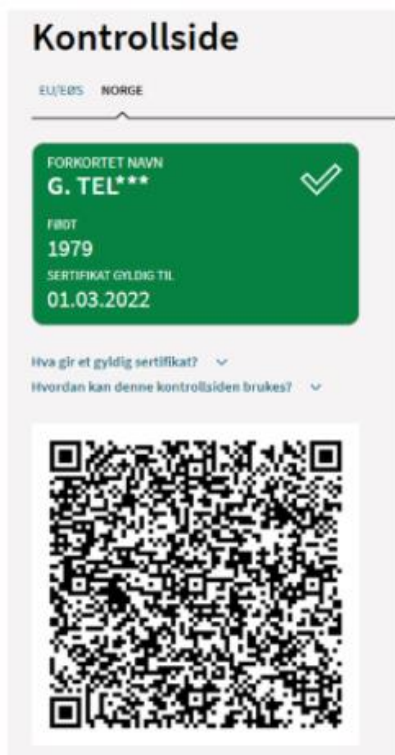 Kontrollside
EU/EØS NORGE
FORKORTET NAVN
G. TEL***
FØDT
1979
SERTIFIKAT GYLDIG TIL
01.03.2022
Hva gir et gyldig sertifikat?
Hvordan kan denne kontrollsiden brukes?